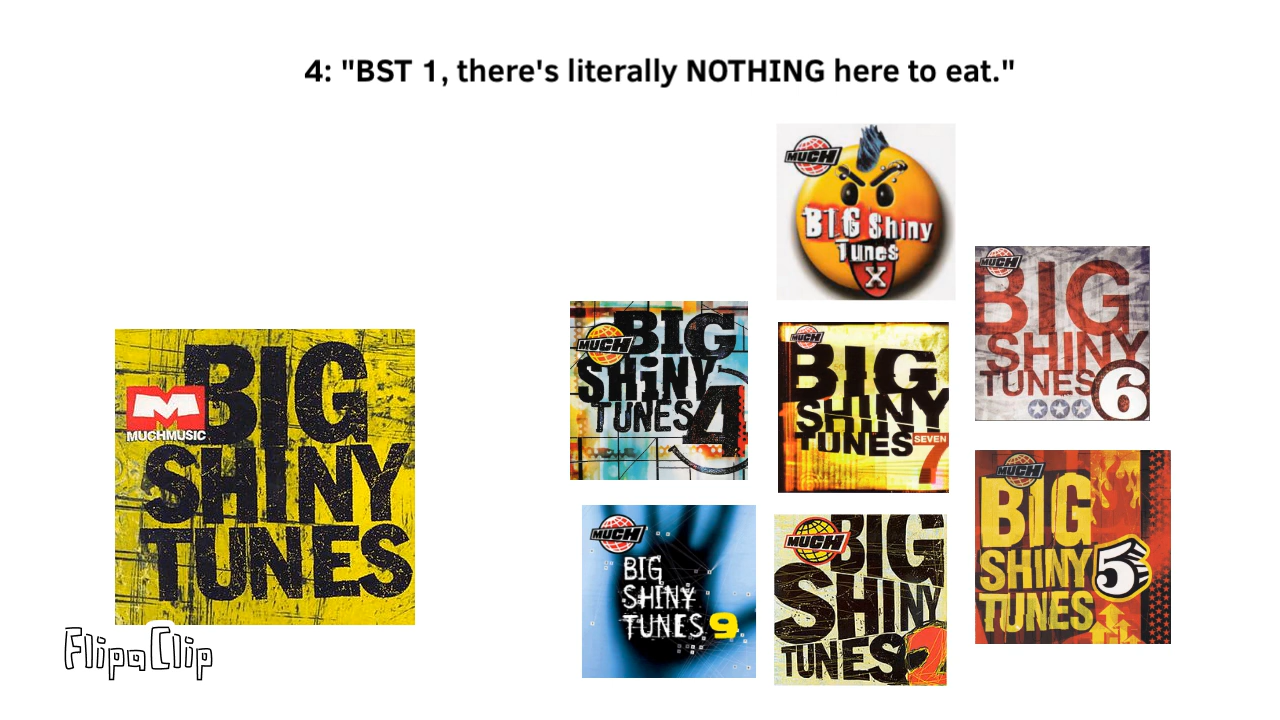 4: "BST 1, there's literally NOTHING here to eat."
MUCH
BIG Shiny
Tunes
X
MUCH
BIG
SHINY
TUNES 6
MUCH
BIG
SHiNY
TUNES 4
MUCH
BIG
SHINY
TUNES SEVEN
7
BIG
SHINY
TUNES
MUCHMUSIC
MUCH
BIG
SHINY 5
TUNES
MUCH
BIG
SHINY
TUNES 9
MUCH
BIG
SHINY
TUNES 2
FlipaClip